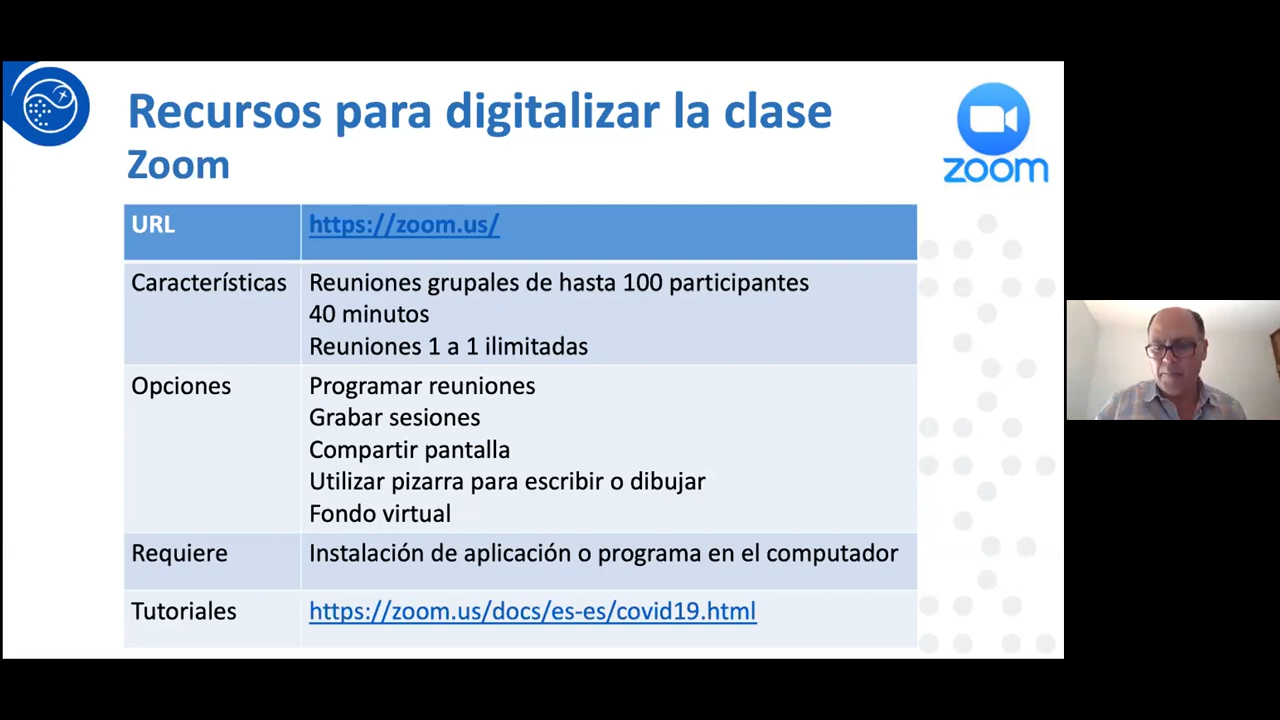 Recursos para digitalizar la clase
Zoom
zoom
URL
https://zoom.us/
Características
Reuniones grupales de hasta 100 participantes
40 minutos
Reuniones 1 a 1 ilimitadas
Opciones
Programar reuniones
Grabar sesiones
Compartir pantalla
Utilizar pizarra para escribir o dibujar
Fondo virtual
Requiere
Instalación de aplicación o programa en el computador
Tutoriales
https://zoom.us/docs/es-es/covid19.html